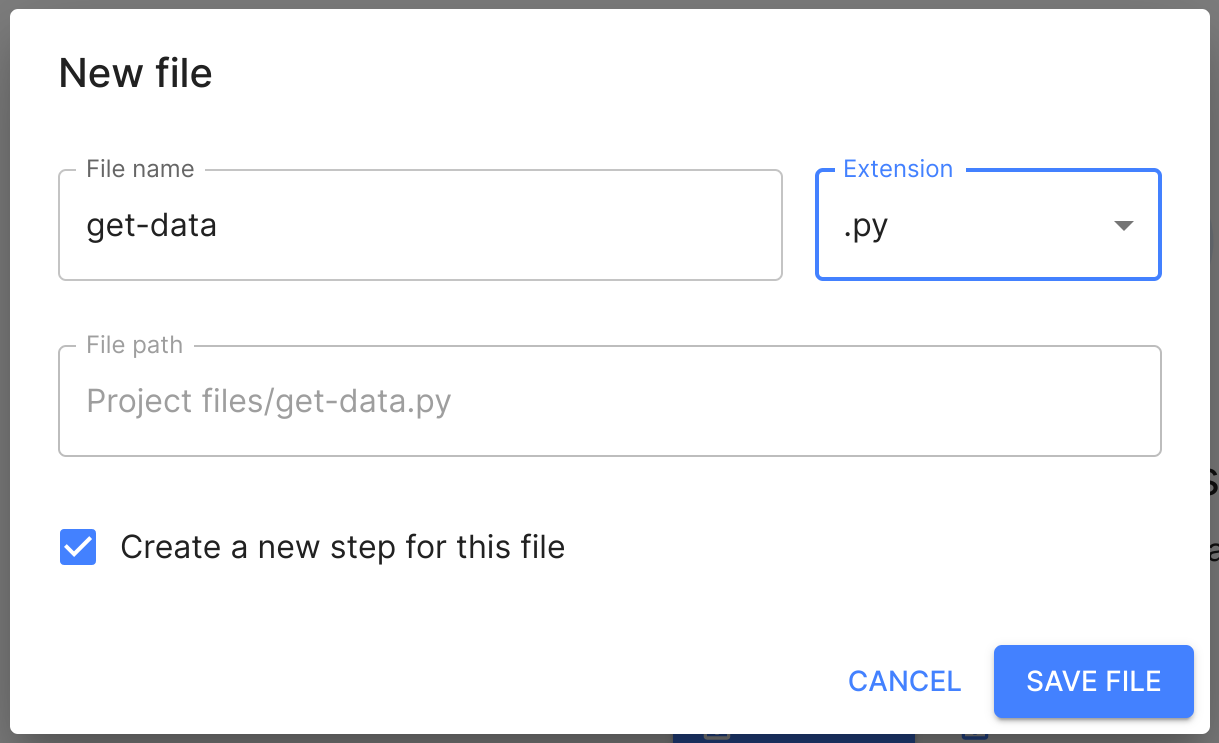 New file
File name
Extension
get-data
.py
File path
Project files/get-data.py
Create a new step for this file
CANCEL
SAVE FILE